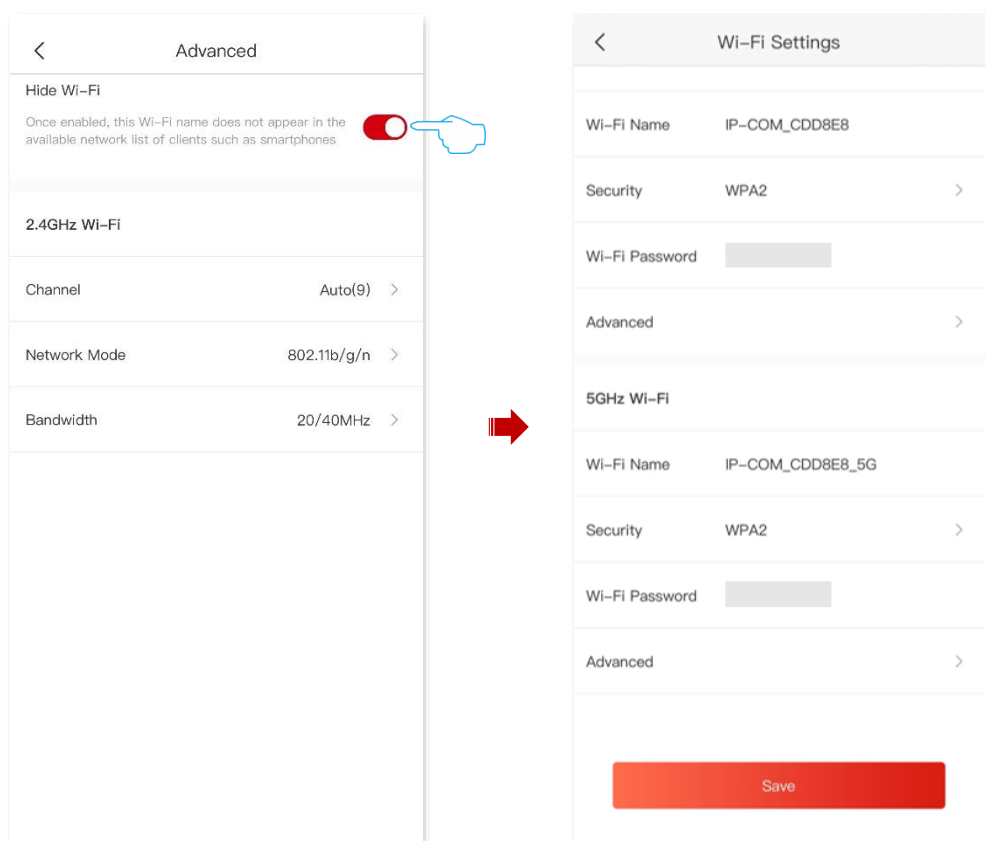 Advanced
Hide Wi-Fi
Once enabled, this Wi-Fi name does not appear in the
available network list of clients such as smartphones
2.4GHz Wi-Fi
Channel Auto(9)
Network Mode 802.11b/g/n
Bandwidth 20/40MHz
Wi-Fi Settings
Wi-Fi Name IP-COM_CDD8E8
Security WPA2
Wi-Fi Password
Advanced
5GHz Wi-Fi
Wi-Fi Name IP-COM_CDD8E8_5G
Security WPA2
Wi-Fi Password
Advanced
Save